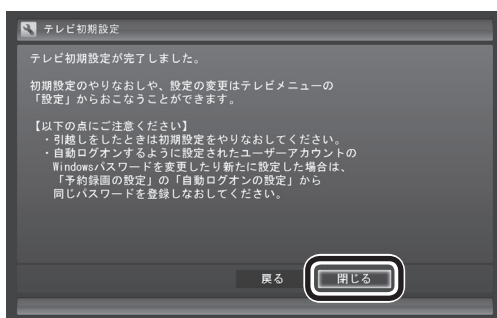 テレビ初期設定
テレビ初期設定が完了しました。
初期設定のやりなおしや、設定の変更はテレビメニューの
「設定」からおこなうことができます。
【以下の点にご注意ください】
・引越しをしたときは初期設定をやりなおしてください。
・自動ログオンするように設定されたユーザーアカウントの
Windowsパスワードを変更したり新たに設定した場合は、
「予約録画の設定」の「自動ログオンの設定」から
同じパスワードを登録しなおしてください。
戻る 閉じる